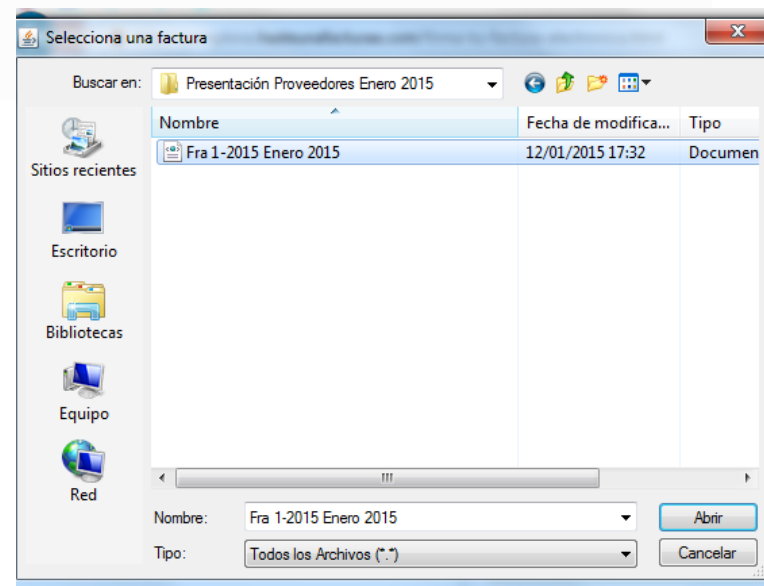 Selecciona una factura
Buscar en: Presentación Proveedores Enero 2015
Nombre Fecha de modifica... Tipo
Fra 1-2015 Enero 2015 12/01/2015 17:32 Documen
Sitios recientes
Escritorio
Bibliotecas
Equipo
Red
Nombre: Fra 1-2015 Enero 2015 Abrir
Tipo: Todos los Archivos (*.*) Cancelar